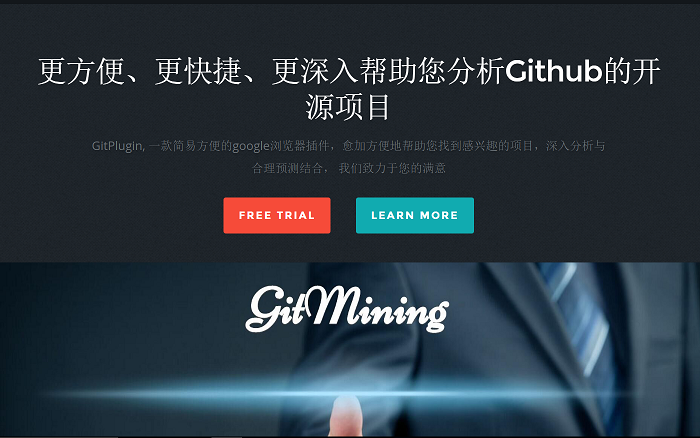 更方便、更快捷、更深入帮助您分析Github的开
源项目
GitPlugin, 一款简易方便的google浏览器插件，愈加方便地帮助您找到感兴趣的项目，深入分析与
合理预测结合， 我们致力于您的满意
FREE TRIAL
LEARN MORE
GitMining